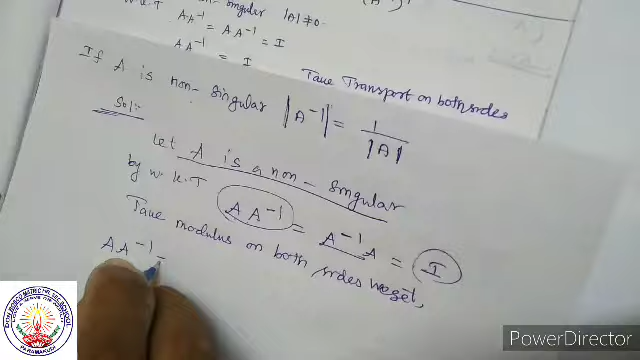 non-singular |A| ≠ 0.
w.k.T A A⁻¹ = A A⁻¹ = I
A A⁻¹ = I
Take Transport on both sides
If A is non-singular |A⁻¹| = 1/|A|
Sol:
Let A is a non-singular
by w.k.T A A⁻¹ = A⁻¹ A = I
Take modulus on both sides we get,
A A⁻¹ =
PowerDirector